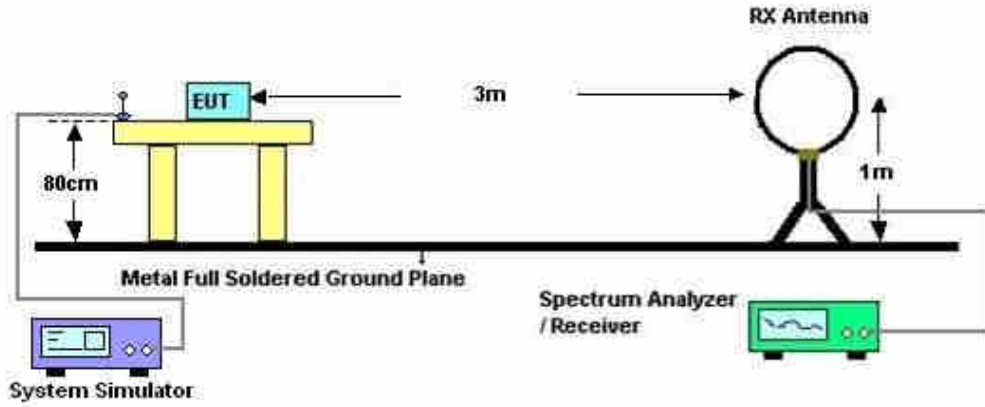 RX Antenna
EUT
3m
80cm
1m
Metal Full Soldered Ground Plane
Spectrum Analyzer
/ Receiver
System Simulator